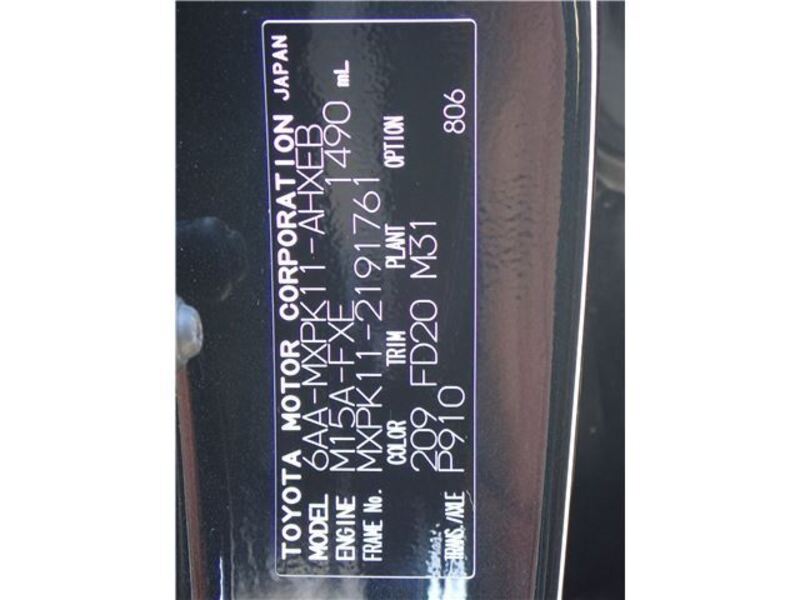 TOYOTA MOTOR CORPORATION JAPAN
MODEL 6AA-MXPK11-AHXEB
ENGINE M15A-FXE 1490 mL
FRAME No. MXPK11-2191761
COLOR TRIM PLANT OPTION
209 FD20 M31
TRANS./AXLE P910 806